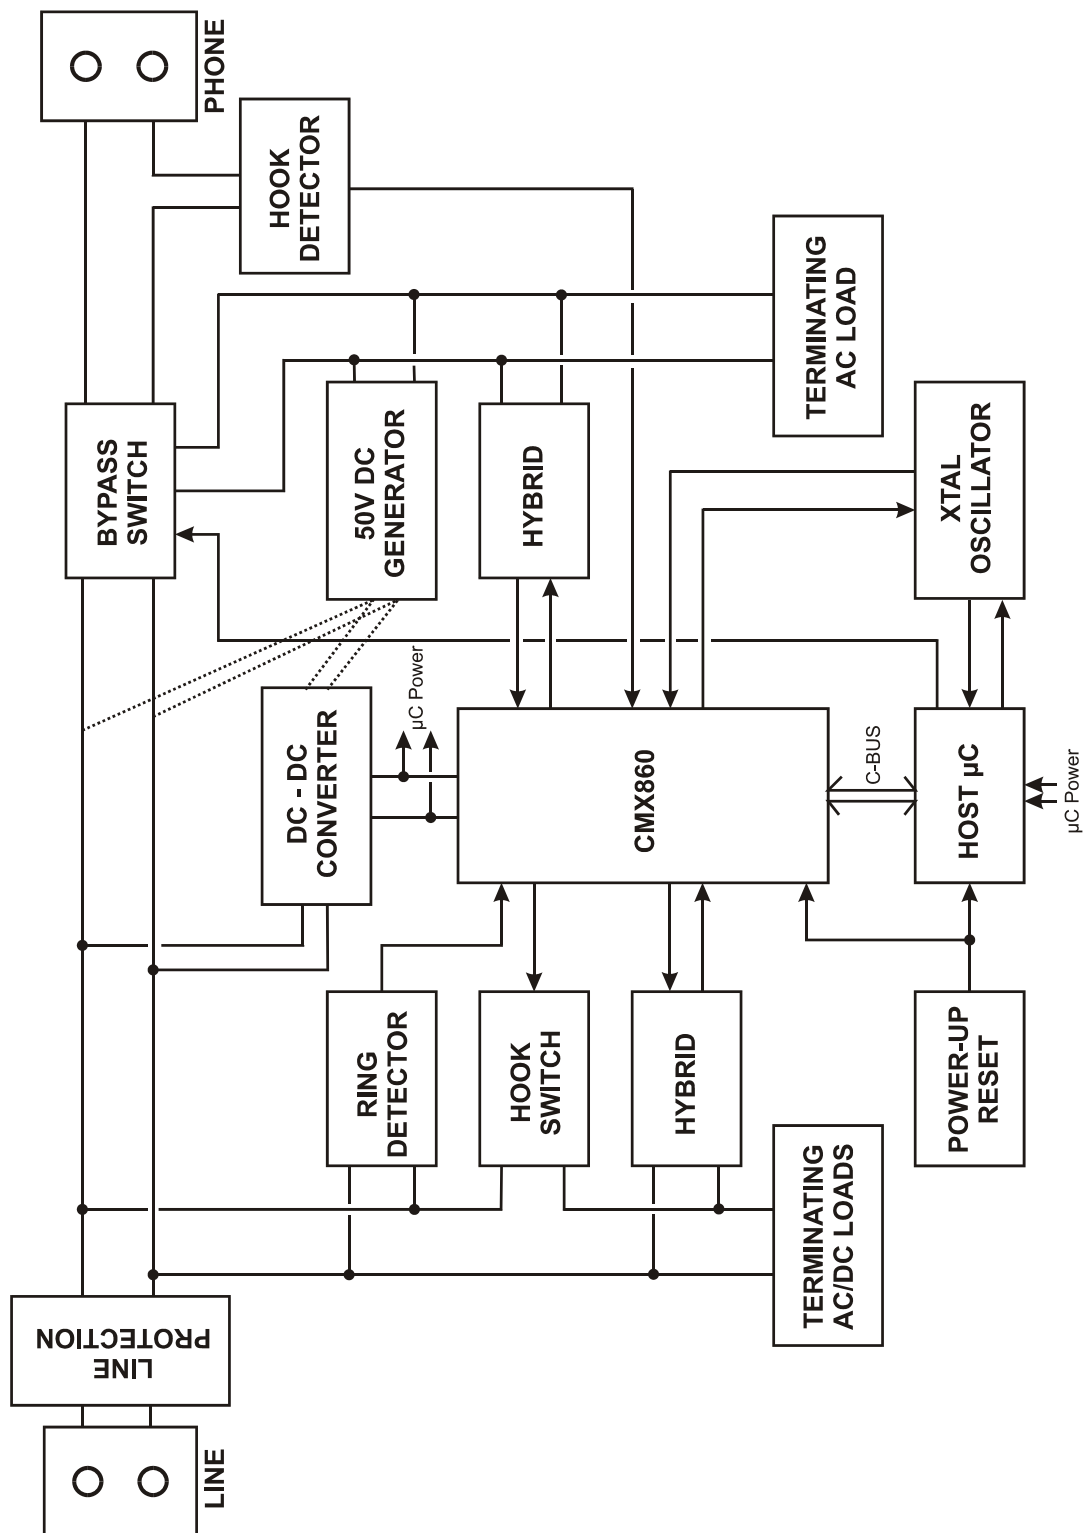 PHONE
HOOK
DETECTOR
TERMINATING
AC LOAD
BYPASS
SWITCH
50V DC
GENERATOR
HYBRID
XTAL
OSCILLATOR
DC - DC
CONVERTER
µC Power
CMX860
C-BUS
HOST µC
µC Power
RING
DETECTOR
HOOK
SWITCH
HYBRID
POWER-UP
RESET
TERMINATING
AC/DC LOADS
LINE
PROTECTION
LINE